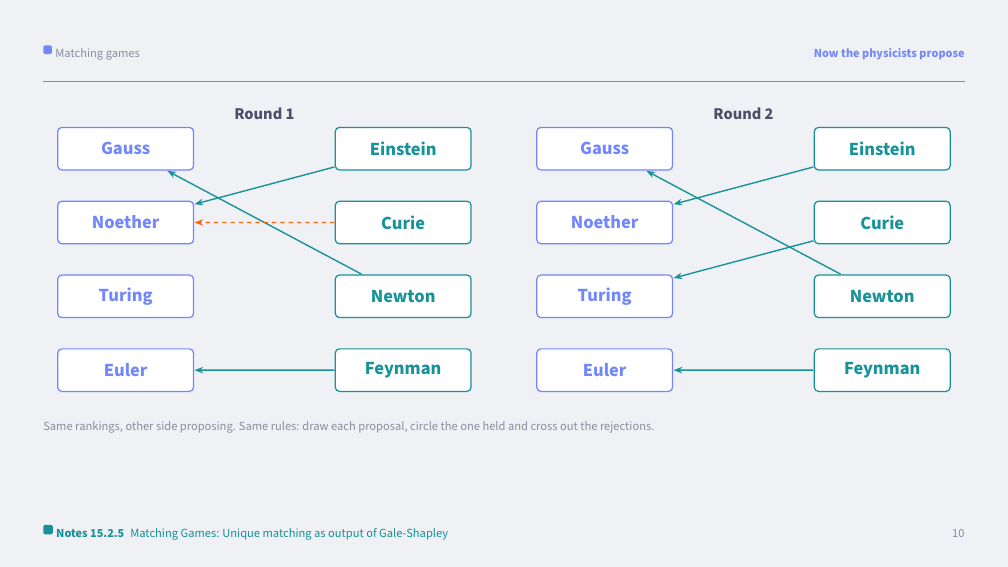 Matching games
Now the physicists propose
Round 1
Gauss
Einstein
Noether
Curie
Turing
Newton
Euler
Feynman
Round 2
Gauss
Einstein
Noether
Curie
Turing
Newton
Euler
Feynman
Same rankings, other side proposing. Same rules: draw each proposal, circle the one held and cross out the rejections.
Notes 15.2.5 Matching Games: Unique matching as output of Gale-Shapley
10